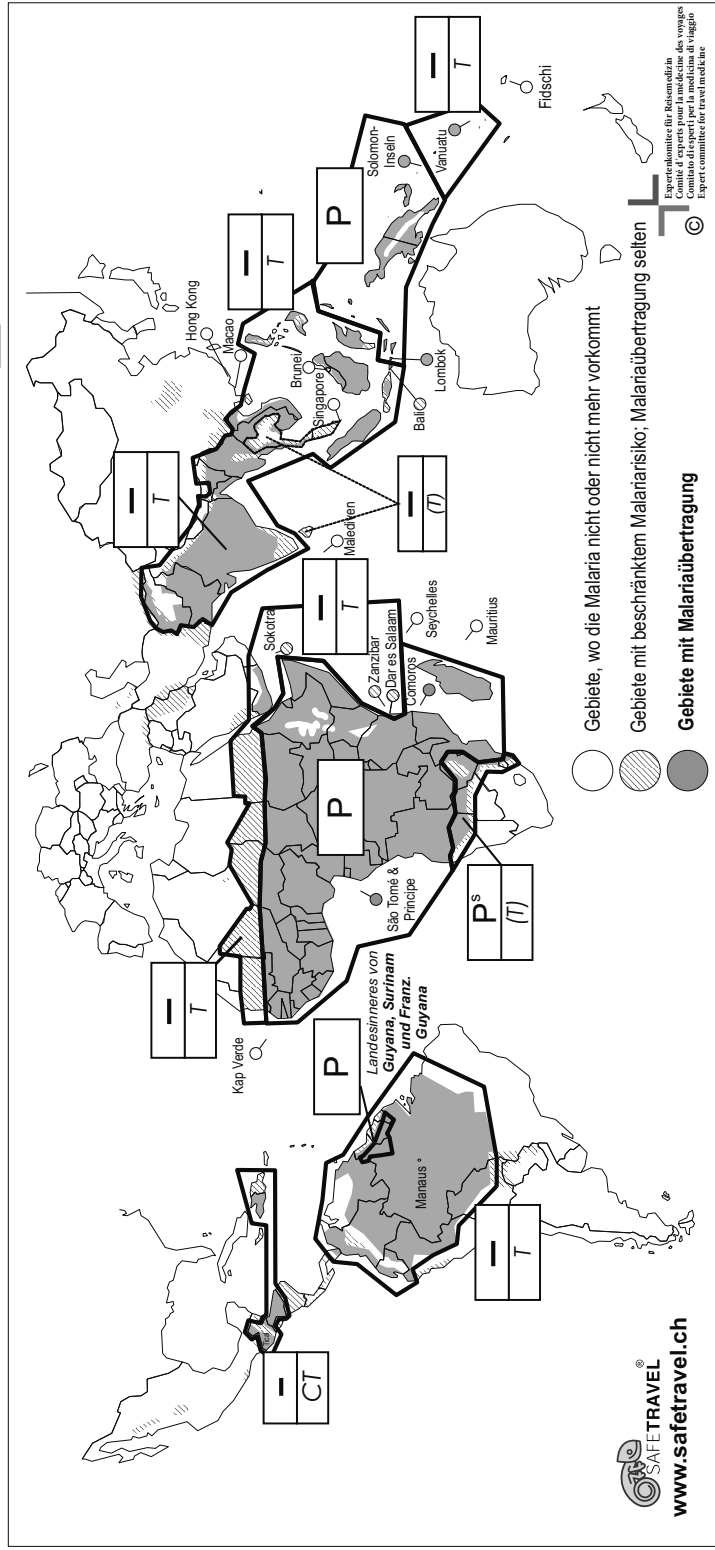 –
CT
–
T
P
Landesinneres von
Guyana, Surinam
und Franz.
Guyana
Manaus
Kap Verde
–
T
P
São Tomé &
Principe
Pˢ
(T)
Sokotra
–
T
Zanzibar
Dar es Salaam
Comoros
Seychelles
Mauritius
–
T
Malediven
–
(T)
Hong Kong
Macao
Brunei
Singapore
Bali
Lombok
–
T
P
Solomon-
Inseln
Vanuatu
–
T
Fidschi
Gebiete, wo die Malaria nicht oder nicht mehr vorkommt
Gebiete mit beschränktem Malariarisiko; Malariaübertragung selten
Gebiete mit Malariaübertragung
SAFETRAVEL®
www.safetravel.ch
©
Expertenkomitee für Reisemedizin
Comité d'experts pour la médecine des voyages
Comitato di esperti per la medicina di viaggio
Expert committee for travel medicine